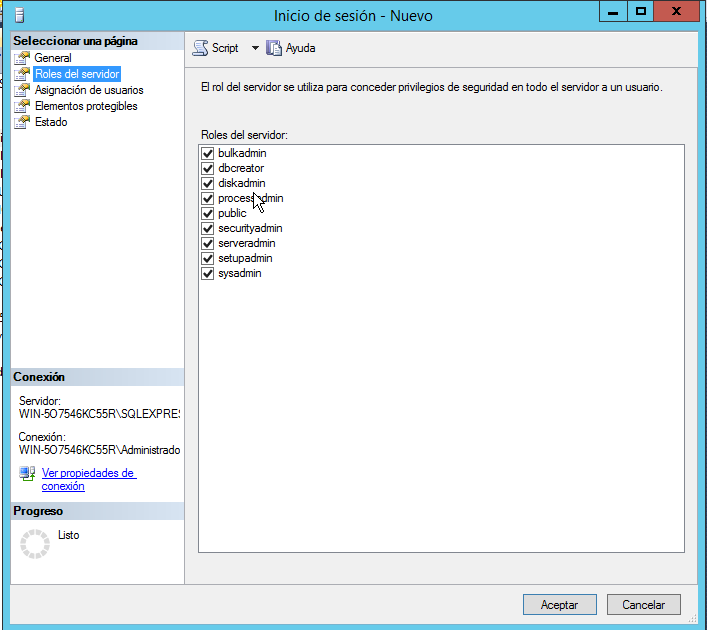 Inicio de sesión - Nuevo
Seleccionar una página
General
Roles del servidor
Asignación de usuarios
Elementos protegibles
Estado
Script
Ayuda
El rol del servidor se utiliza para conceder privilegios de seguridad en todo el servidor a un usuario.
Roles del servidor:
bulkadmin
dbcreator
diskadmin
processadmin
public
securityadmin
serveradmin
setupadmin
sysadmin
Conexión
Servidor:
WIN-5O7546KC55R\SQLEXPRE
Conexión:
WIN-5O7546KC55R\Administrado
Ver propiedades de
conexión
Progreso
Listo
Aceptar
Cancelar